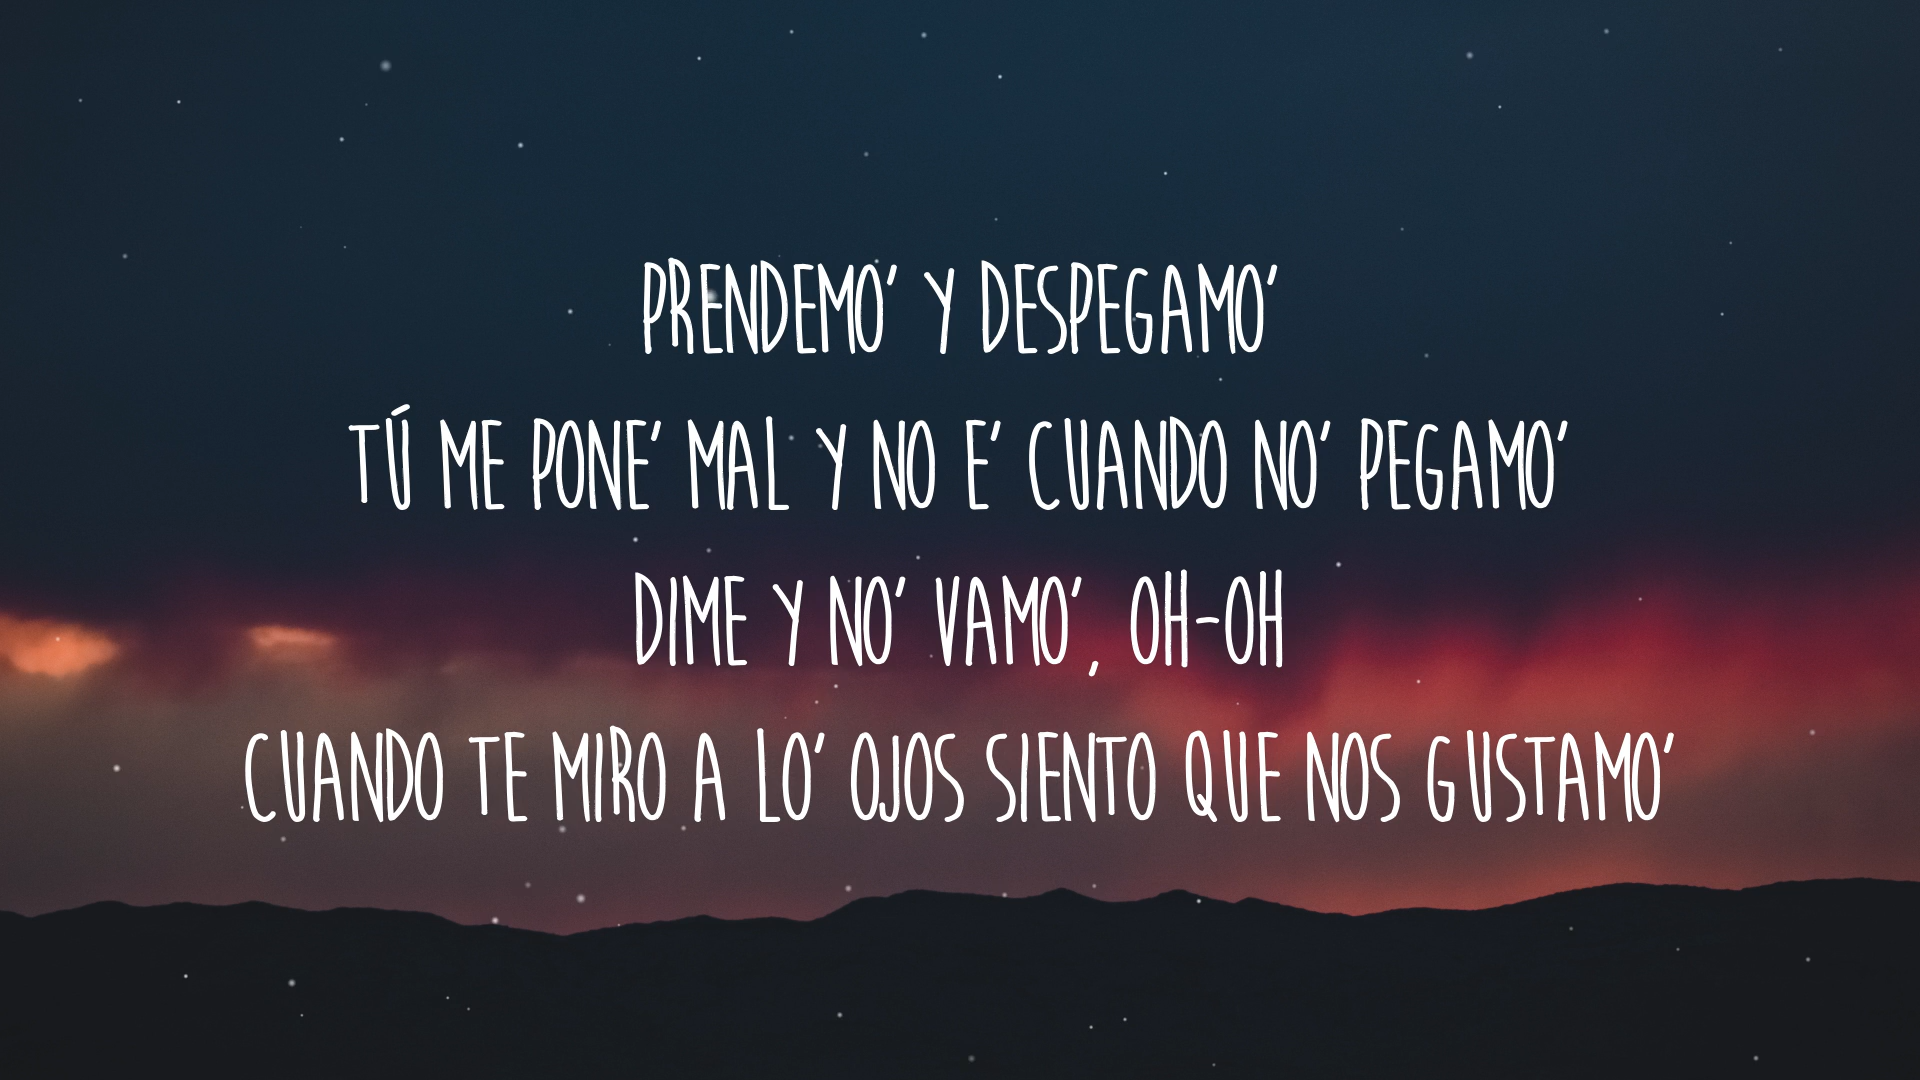 PRENDEMO' Y DESPEGAMO'
TÚ ME PONE' MAL Y NO E' CUANDO NO' PEGAMO'
DIME Y NO' VAMO', OH-OH
CUANDO TE MIRO A LO' OJOS SIENTO QUE NOS GUSTAMO'